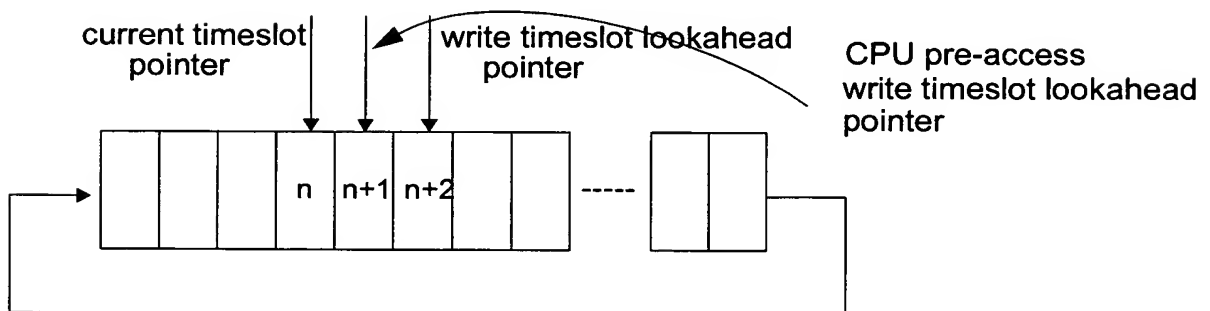 current timeslot
pointer
write timeslot lookahead
pointer
CPU pre-access
write timeslot lookahead
pointer
n
n+1
n+2